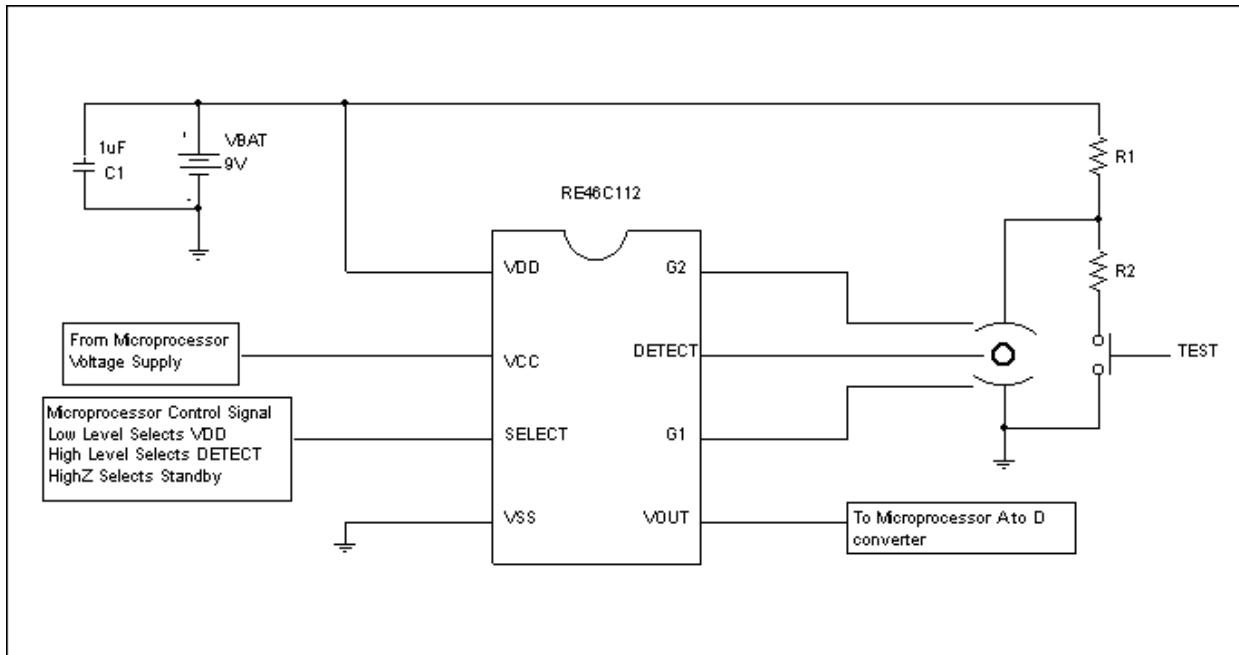 1uF
C1
+
VBAT
9V
-
R1
RE46C112
R2
VDD
G2
From Microprocessor
Voltage Supply
VCC
DETECT
TEST
Microprocessor Control Signal
Low Level Selects VDD
High Level Selects DETECT
HighZ Selects Standby
SELECT
G1
VSS
VOUT
To Microprocessor A to D
converter